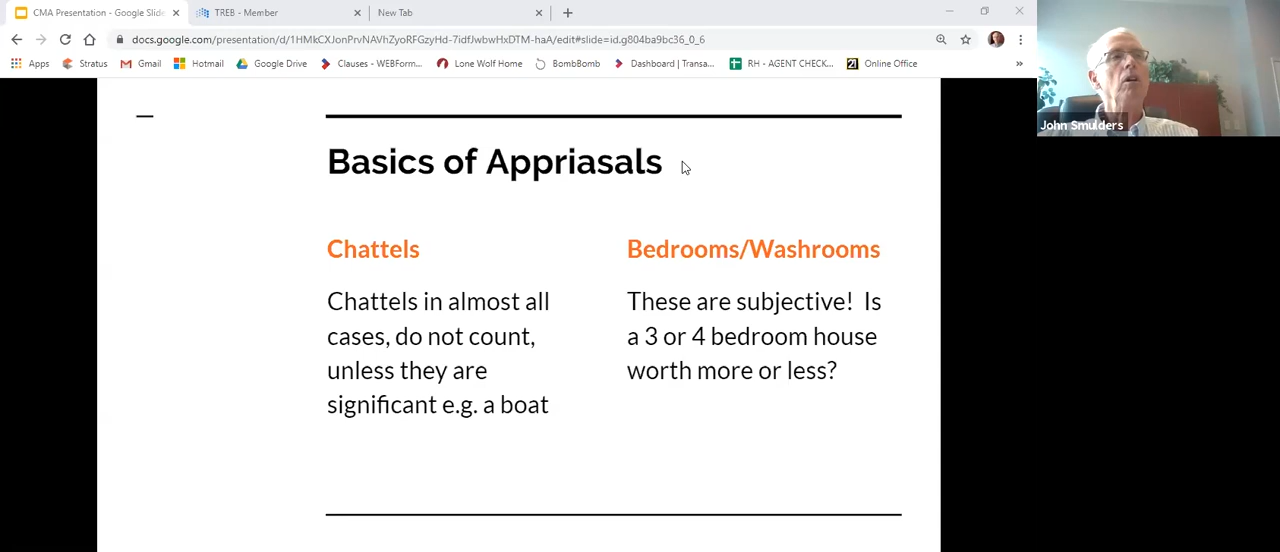 CMA Presentation - Google Slide
TREB - Member
New Tab
docs.google.com/presentation/d/1HMkCXJonPrvNAVhZyoRFGzyHd-7idfJwbwHxDTM-haA/edit#slide=id.g804ba9bc36_0_6
Apps Stratus Gmail Hotmail Google Drive Clauses - WEBForm... Lone Wolf Home BombBomb Dashboard | Transa... RH - AGENT CHECK... 21 Online Office
John Smulders
Basics of Appriasals
Chattels
Chattels in almost all
cases, do not count,
unless they are
significant e.g. a boat
Bedrooms/Washrooms
These are subjective! Is
a 3 or 4 bedroom house
worth more or less?